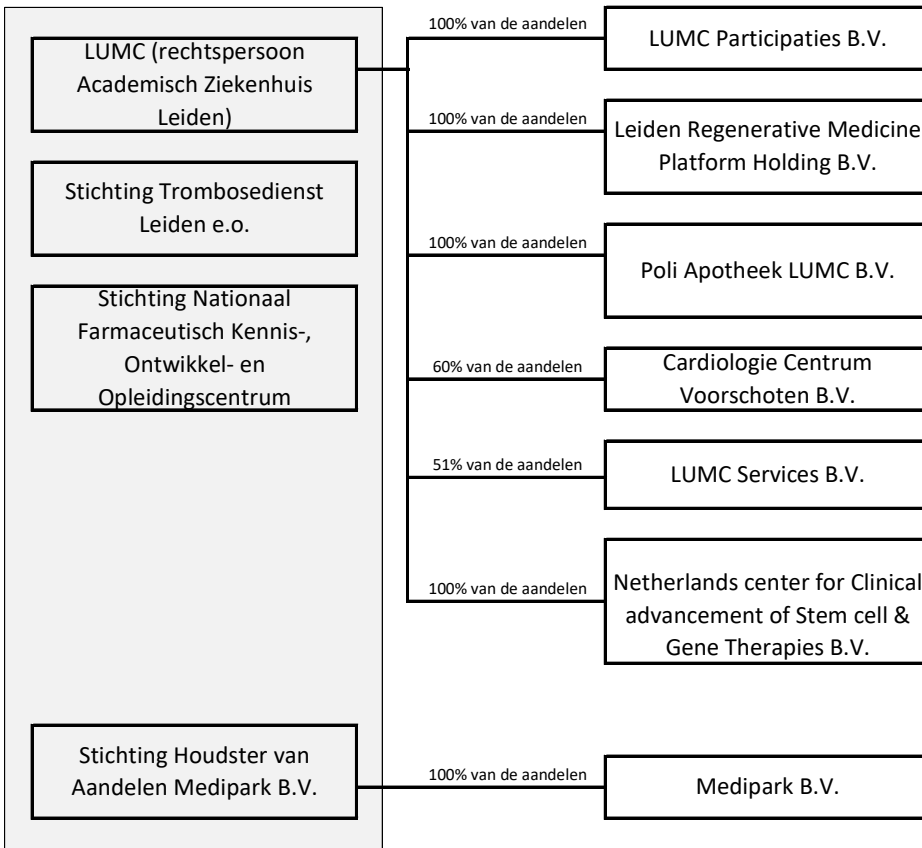 LUMC (rechtspersoon
Academisch Ziekenhuis
Leiden)
Stichting Trombosedienst
Leiden e.o.
Stichting Nationaal
Farmaceutisch Kennis-,
Ontwikkel- en
Opleidingscentrum
Stichting Houdster van
Aandelen Medipark B.V.
100% van de aandelen
LUMC Participaties B.V.
100% van de aandelen
Leiden Regenerative Medicine
Platform Holding B.V.
100% van de aandelen
Poli Apotheek LUMC B.V.
60% van de aandelen
Cardiologie Centrum
Voorschoten B.V.
51% van de aandelen
LUMC Services B.V.
100% van de aandelen
Netherlands center for Clinical
advancement of Stem cell &
Gene Therapies B.V.
100% van de aandelen
Medipark B.V.